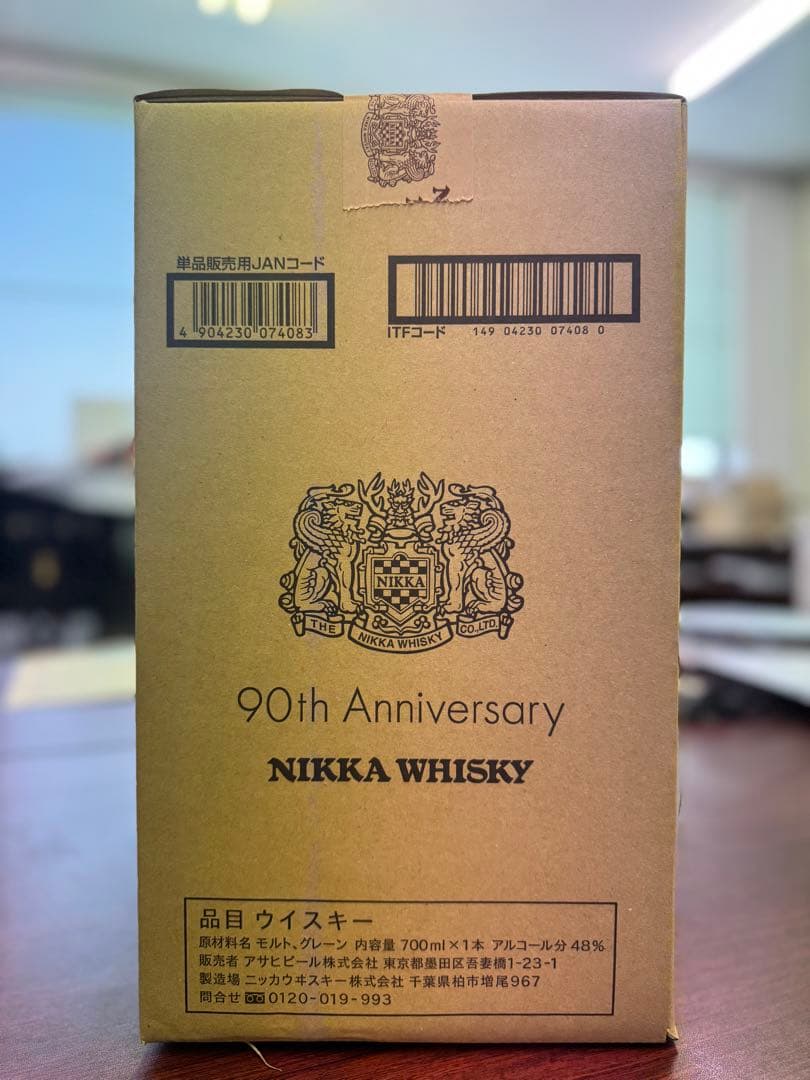 単品販売用JANコード
4 904230 074083
ITFコード 149 04230 07408 0
NIKKA
THE NIKKA WHISKY CO.,LTD.
90th Anniversary
NIKKA WHISKY
品目 ウイスキー
原材料名 モルト、グレーン 内容量 700ml×1本 アルコール分 48%
販売者 アサヒビール株式会社 東京都墨田区吾妻橋1-23-1
製造場 ニッカウヰスキー株式会社 千葉県柏市増尾967
問合せ 0120-019-993